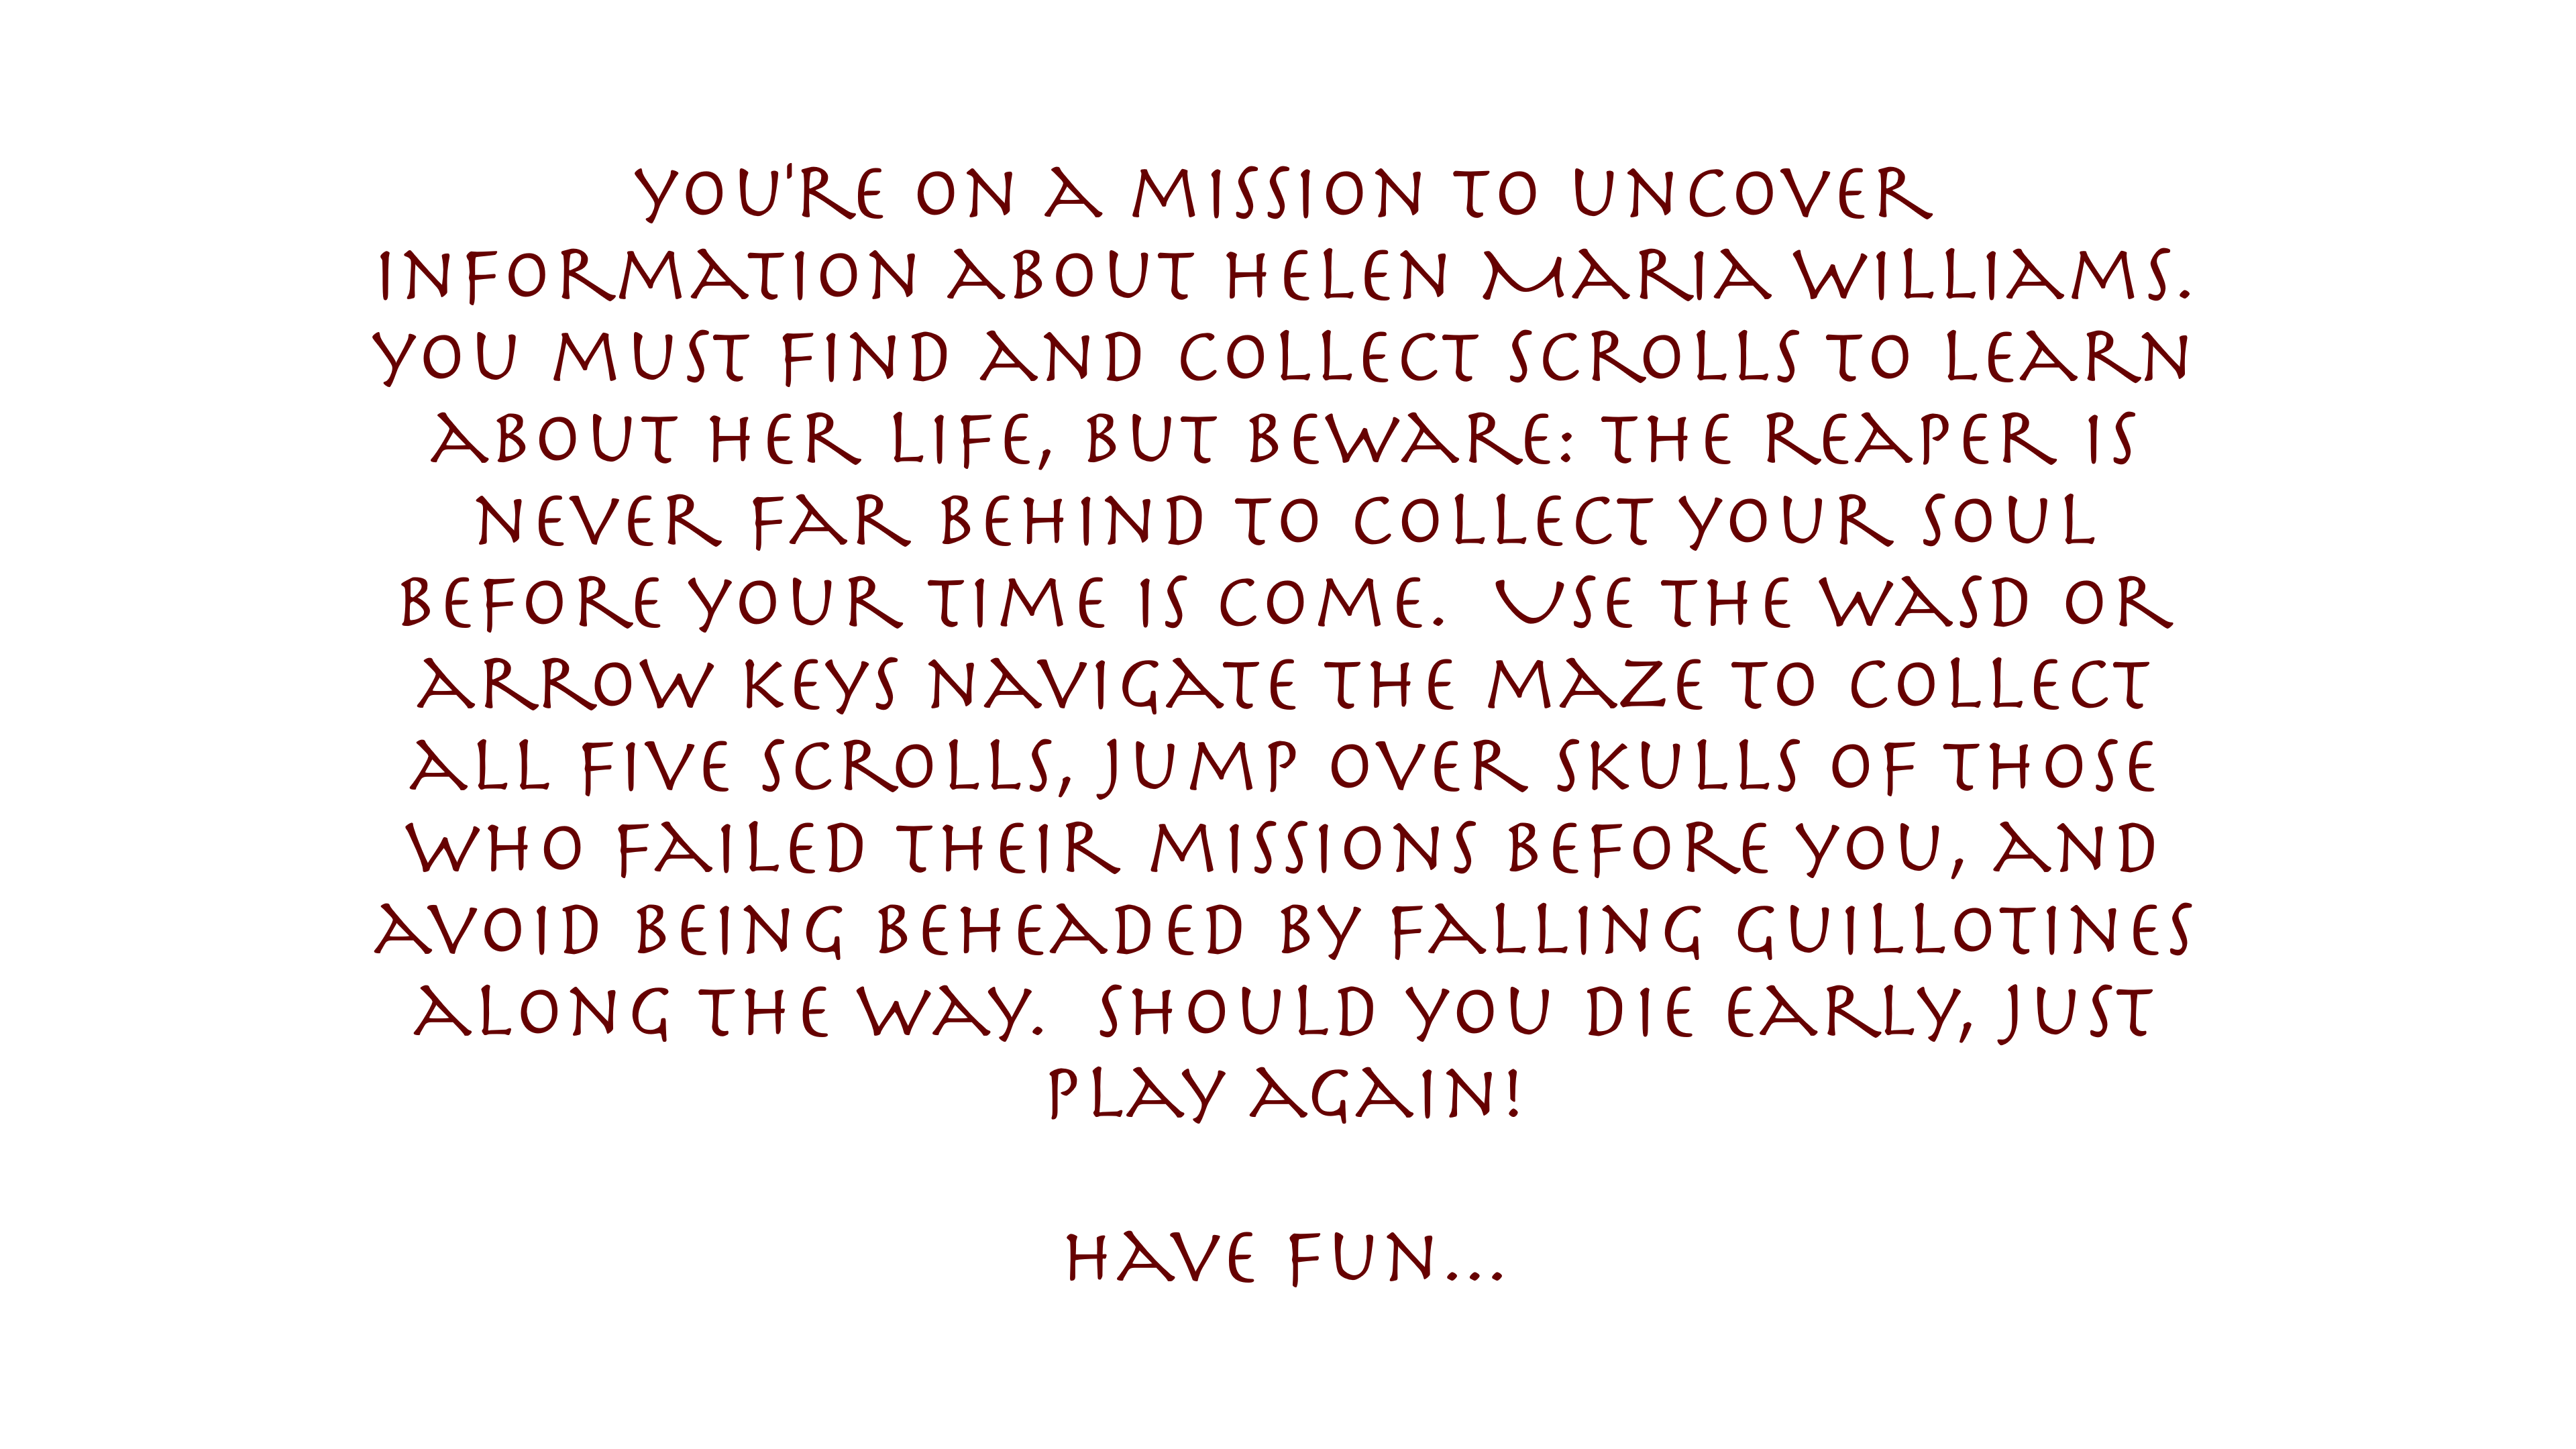 You're on a mission to uncover
information about Helen Maria Williams.
You must find and collect scrolls to learn
about her life, but beware: the reaper is
never far behind to collect your soul
before your time is come.  Use the WASD or
arrow keys navigate the maze to collect
all five scrolls, jump over skulls of those
who failed their missions before you, and
avoid being beheaded by falling guillotines
along the way.  Should you die early, just
play again!
Have fun...